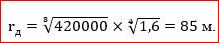 r_д = ∛420000 × ∜1,6 = 85 м.